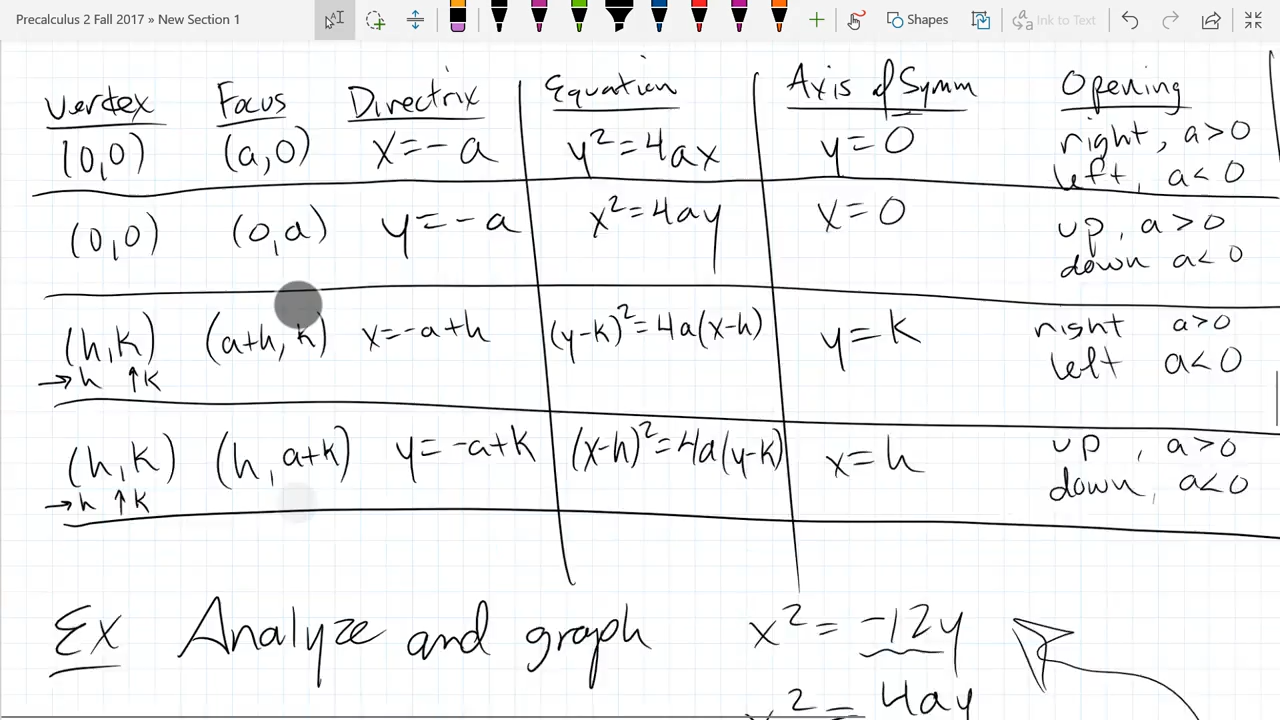 Precalculus 2 Fall 2017 » New Section 1
Shapes
Ink to Text
Vertex Focus Directrix Equation Axis of Symm Opening
(0,0) (a,0) x=-a y²=4ax y=0 right, a>0
left, a<0
(0,0) (0,a) y=-a x²=4ay x=0 up, a>0
down a<0
(h,k) (a+h, k) x=-a+h (y-k)²=4a(x-h) y=k right a>0
→h ↑k left a<0
(h,k) (h, a+k) y=-a+k (x-h)²=4a(y-k) x=h up, a>0
→h ↑k down, a<0
Ex Analyze and graph x²=-12y
x²=4ay